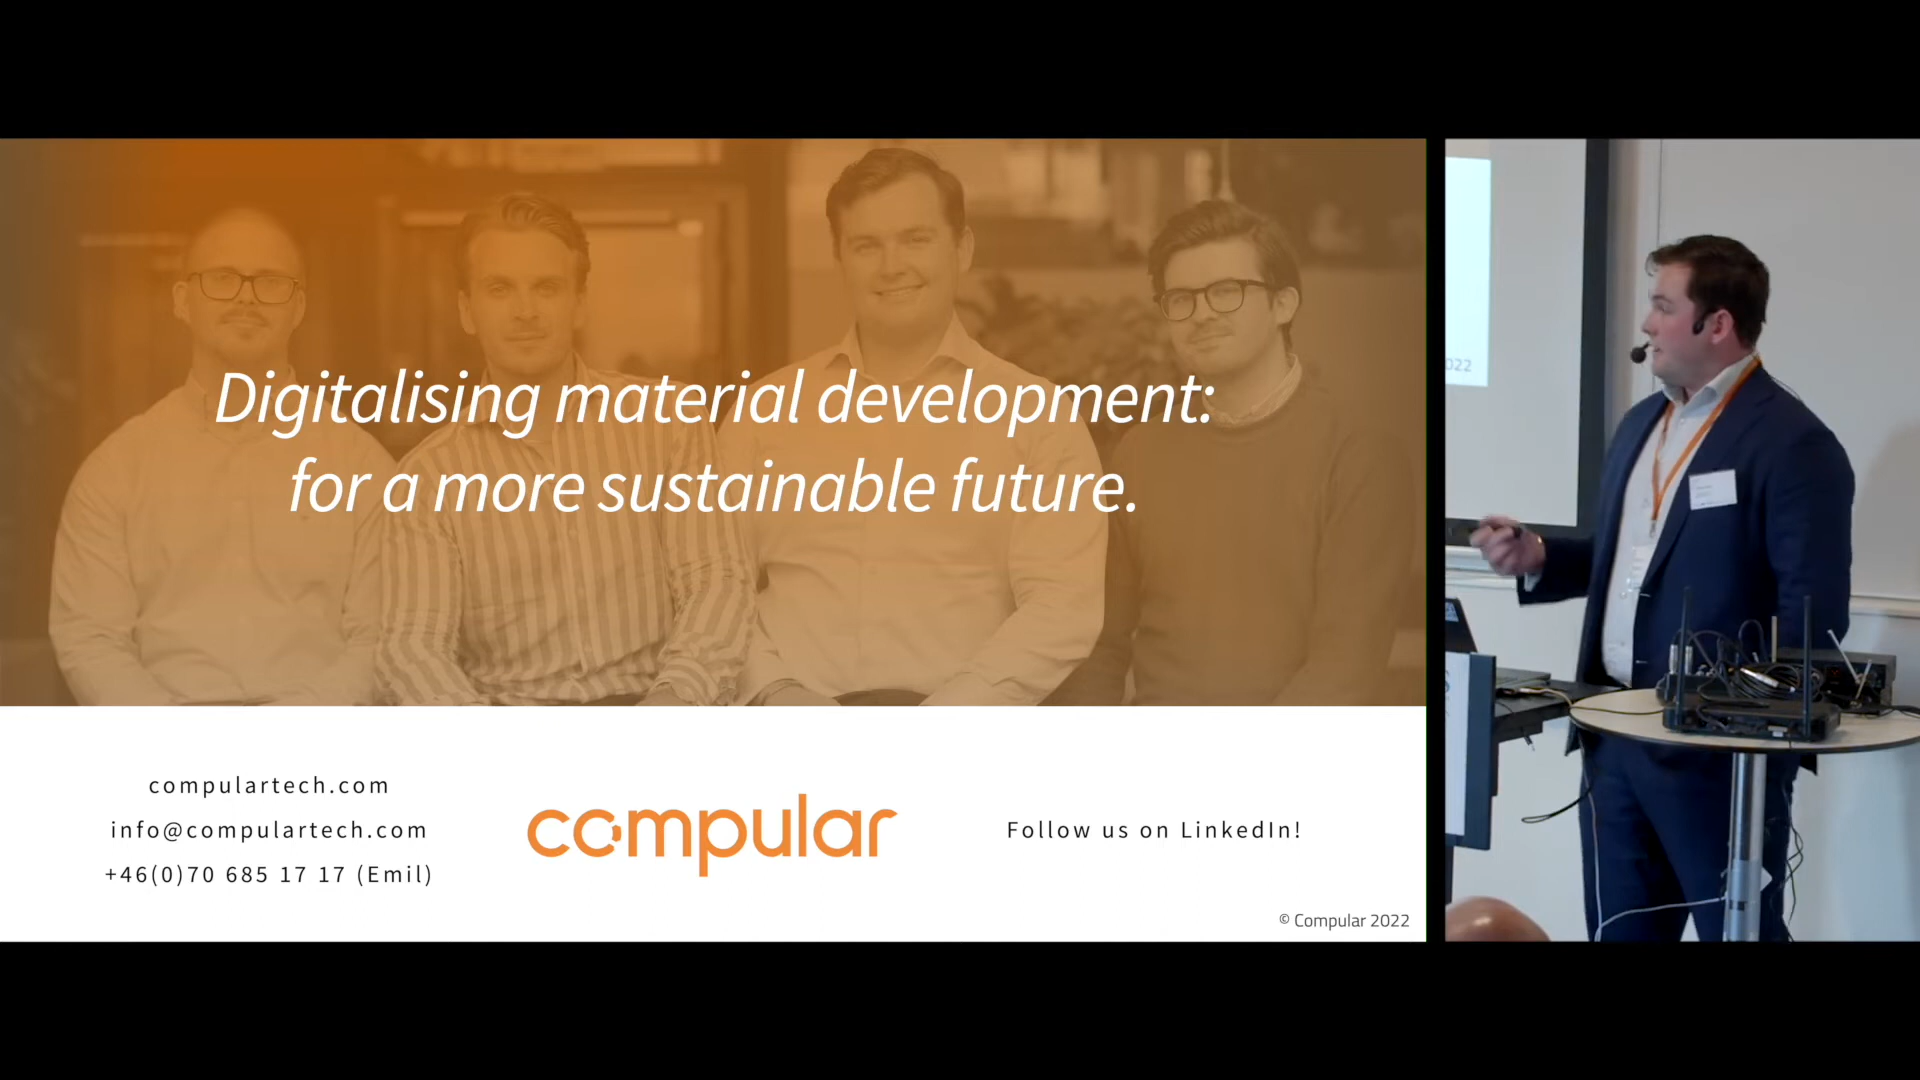 Digitalising material development:
for a more sustainable future.
compulartech.com
info@compulartech.com
+46(0)70 685 17 17 (Emil)
compular
Follow us on LinkedIn!
© Compular 2022
022